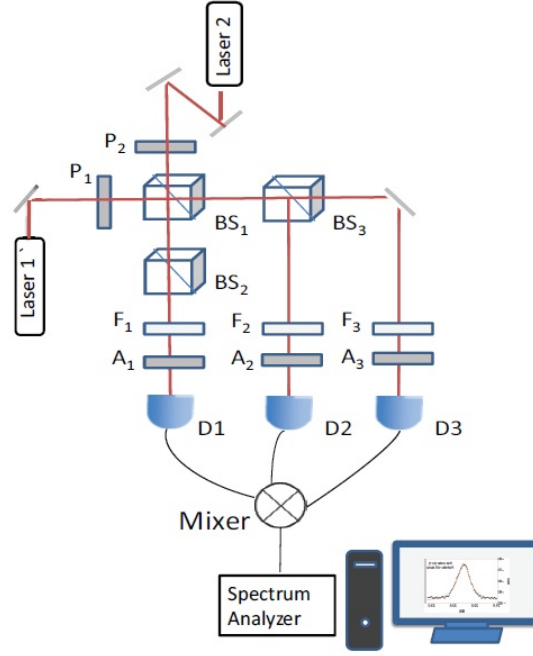 Laser 2
P2
P1
BS1
BS3
Laser 1 `
BS2
F1
F2
F3
A1
A2
A3
D1
D2
D3
Mixer
Spectrum
Analyzer